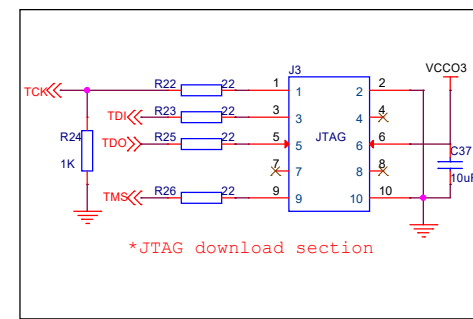 J3
VCCO3
TCK R22 22 1 1 2 2
TDI R23 22 3 3 4 4
R24 TDO R25 22 5 5 JTAG 6 6
1K C37
7 7 8 8 10uF
TMS R26 22 9 9 10 10
*JTAG download section